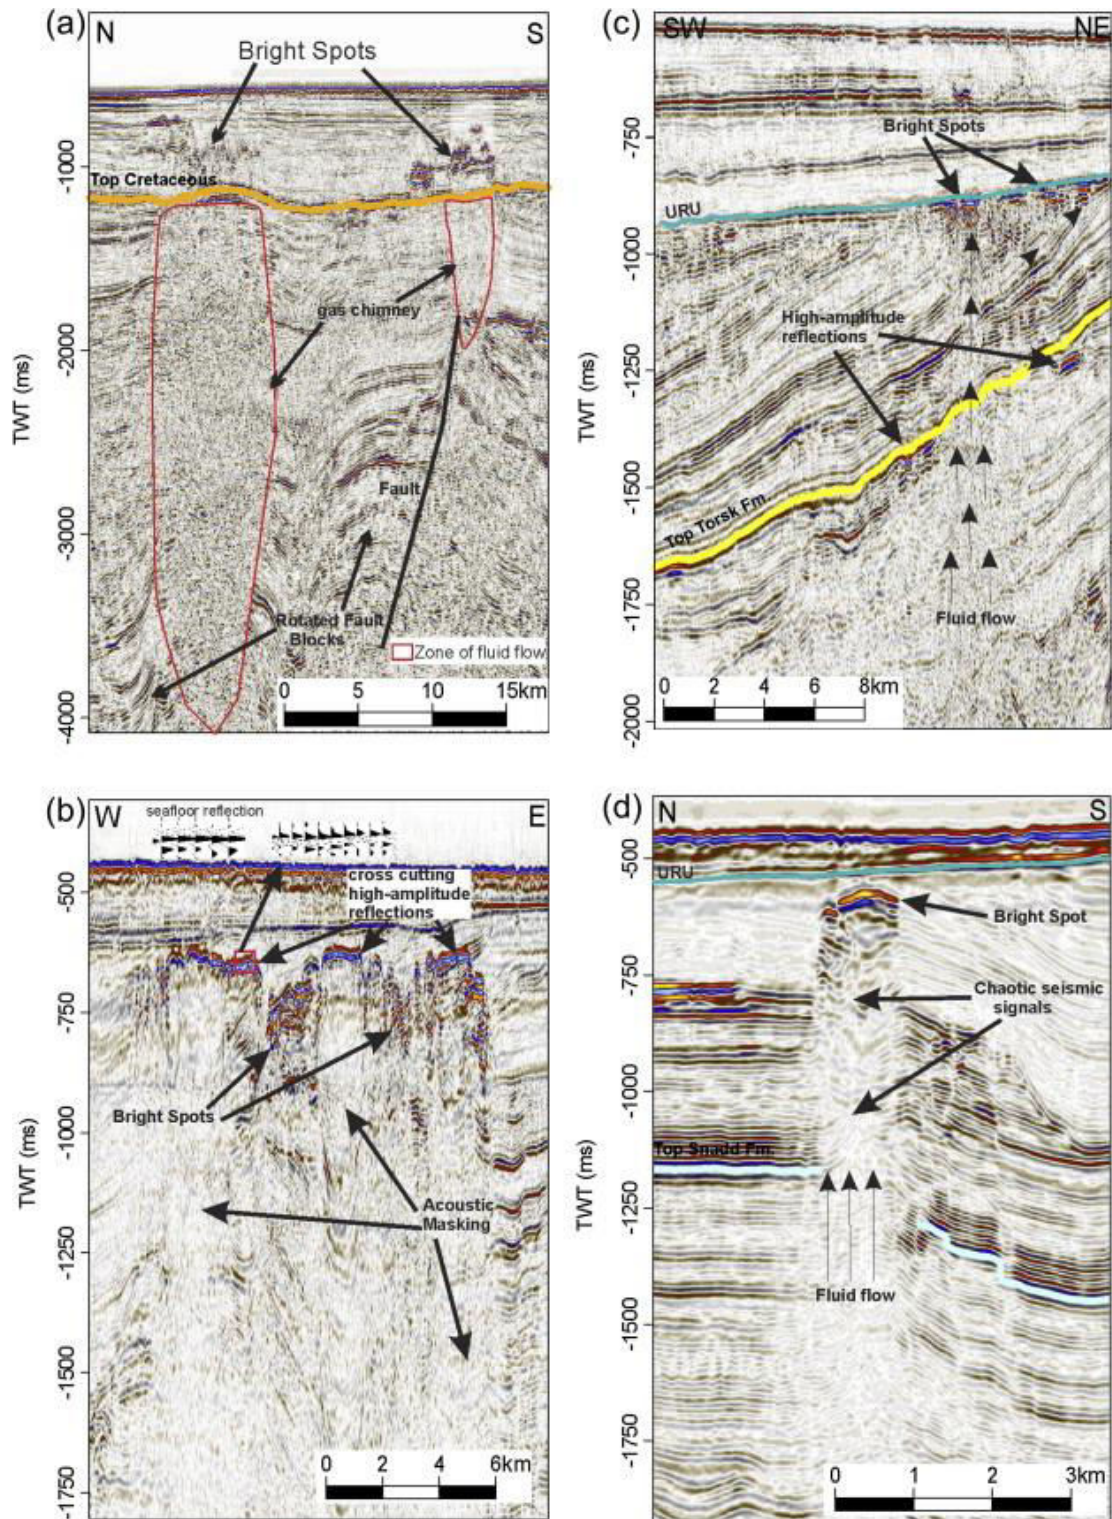 (a)
N
S
Bright Spots
Top Cretaceous
gas chimney
Fault
Rotated Fault
Blocks
Zone of fluid flow
0 5 10 15km
TWT (ms)
-1000
-2000
-3000
-4000
(c)
SW
NE
Bright Spots
URU
High-amplitude
reflections
Top Torsk Fm.
Fluid flow
0 2 4 6 8km
TWT (ms)
-750
-1000
-1250
-1500
-1750
-2000
(b)
W
E
seafloor reflection
cross cutting
high-amplitude
reflections
Bright Spots
Acoustic
Masking
0 2 4 6km
TWT (ms)
-500
-750
-1000
-1250
-1500
-1750
(d)
N
S
URU
Bright Spot
Chaotic seismic
signals
Top Snadd Fm.
Fluid flow
0 1 2 3km
TWT (ms)
-500
-750
-1000
-1250
-1500
-1750